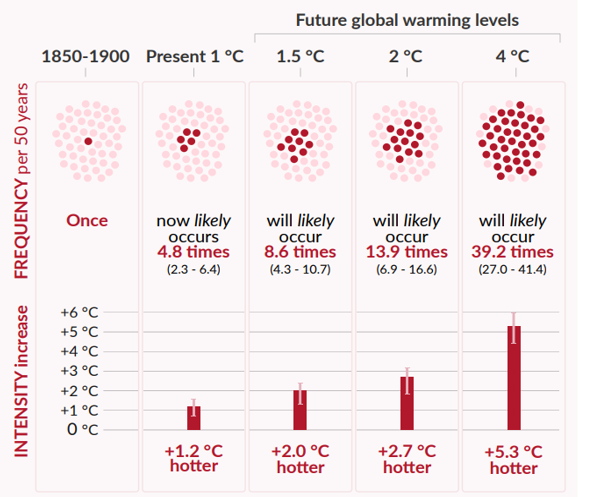 Future global warming levels
1850-1900
Present 1 °C
1.5 °C
2 °C
4 °C
FREQUENCY per 50 years
Once
now likely
occurs
4.8 times
(2.3 - 6.4)
will likely
occur
8.6 times
(4.3 - 10.7)
will likely
occur
13.9 times
(6.9 - 16.6)
will likely
occur
39.2 times
(27.0 - 41.4)
INTENSITY increase
+6 °C
+5 °C
+4 °C
+3 °C
+2 °C
+1 °C
0 °C
+1.2 °C
hotter
+2.0 °C
hotter
+2.7 °C
hotter
+5.3 °C
hotter